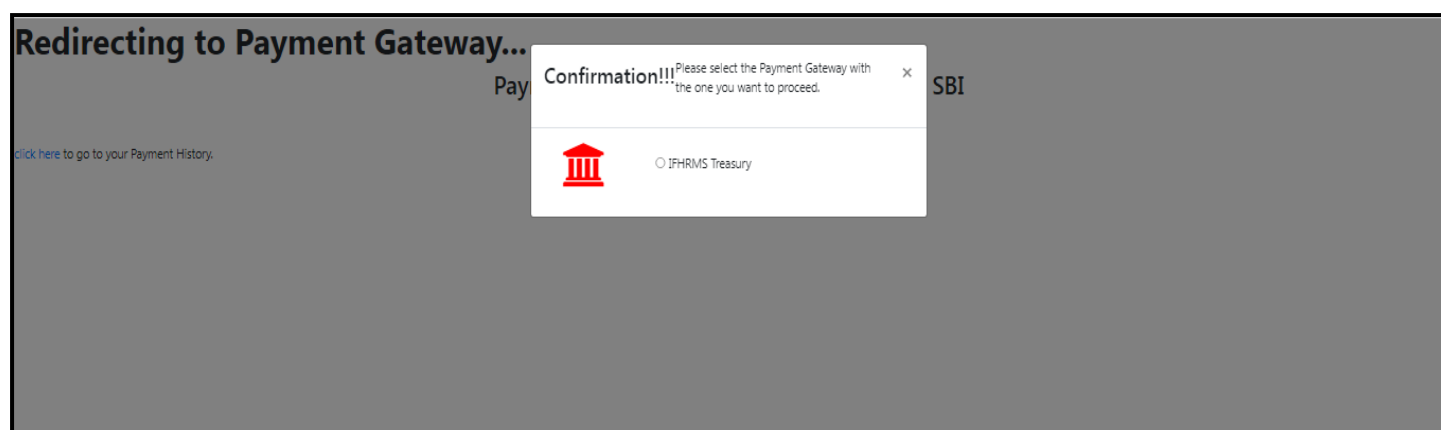 Redirecting to Payment Gateway...
Pay
SBI
Confirmation!!!
Please select the Payment Gateway with
the one you want to proceed.
×
click here to go to your Payment History.
IFHRMS Treasury